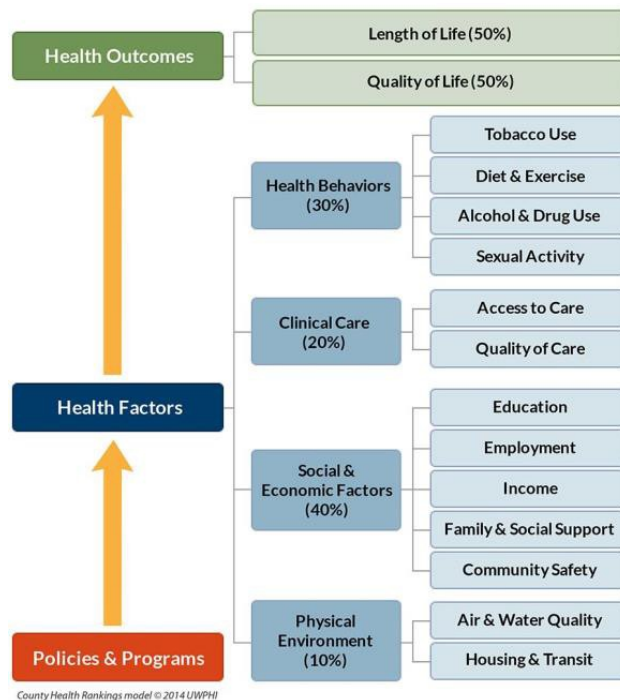 Health Outcomes
Length of Life (50%)
Quality of Life (50%)
Health Behaviors
(30%)
Tobacco Use
Diet & Exercise
Alcohol & Drug Use
Sexual Activity
Clinical Care
(20%)
Access to Care
Quality of Care
Health Factors
Social &
Economic Factors
(40%)
Education
Employment
Income
Family & Social Support
Community Safety
Physical
Environment
(10%)
Air & Water Quality
Housing & Transit
Policies & Programs
County Health Rankings model © 2014 UWPHI